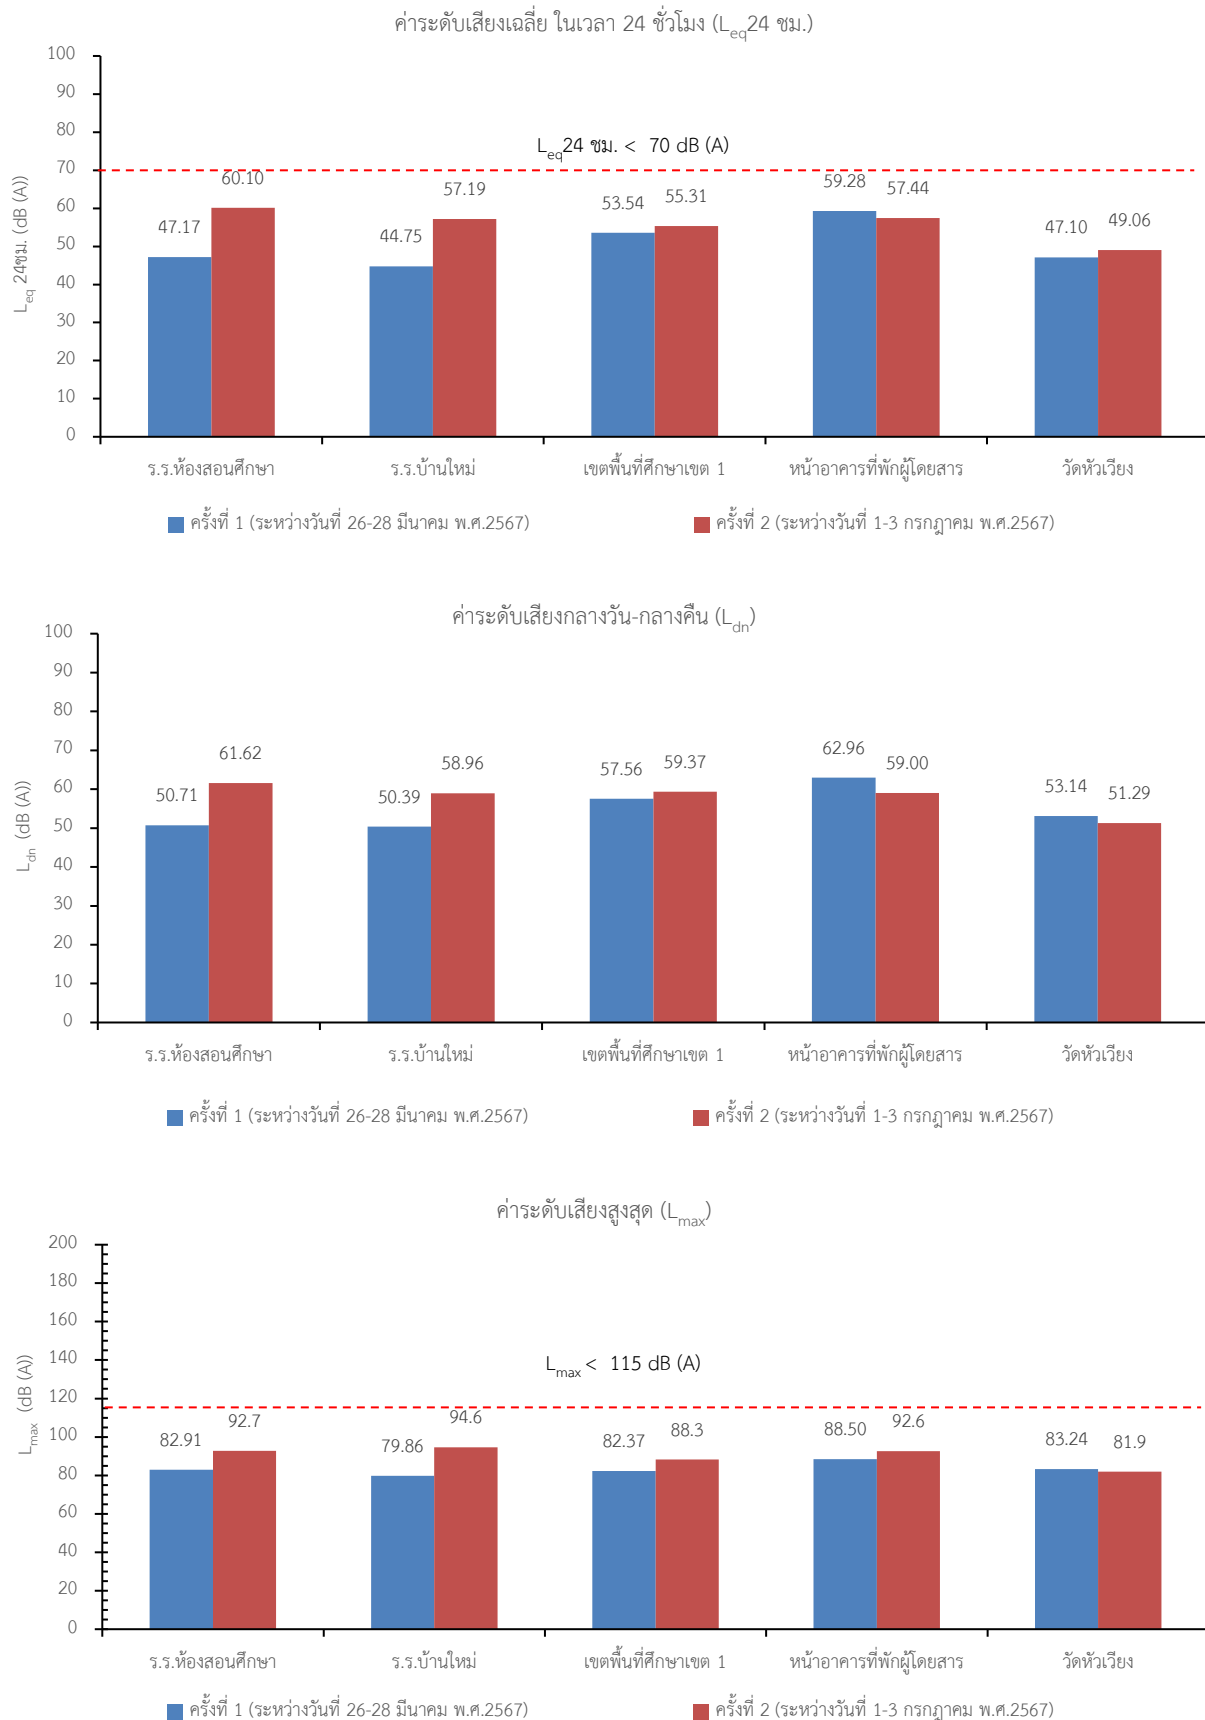 ค่าระดับเสียงเฉลี่ย ในเวลา 24 ชั่วโมง (Leq24 ชม.)
100
90
80
70
60
50
40
30
20
10
0
Leq 24ชม. (dB (A))
Leq24 ชม. < 70 dB (A)
47.17 60.10 44.75 57.19 53.54 55.31 59.28 57.44 47.10 49.06
ร.ร.ห้องสอนศึกษา ร.ร.บ้านใหม่ เขตพื้นที่ศึกษาเขต 1 หน้าอาคารที่พักผู้โดยสาร วัดหัวเวียง
ครั้งที่ 1 (ระหว่างวันที่ 26-28 มีนาคม พ.ศ.2567) ครั้งที่ 2 (ระหว่างวันที่ 1-3 กรกฎาคม พ.ศ.2567)
ค่าระดับเสียงกลางวัน-กลางคืน (Ldn)
100
90
80
70
60
50
40
30
20
10
0
Ldn (dB (A))
50.71 61.62 50.39 58.96 57.56 59.37 62.96 59.00 53.14 51.29
ร.ร.ห้องสอนศึกษา ร.ร.บ้านใหม่ เขตพื้นที่ศึกษาเขต 1 หน้าอาคารที่พักผู้โดยสาร วัดหัวเวียง
ครั้งที่ 1 (ระหว่างวันที่ 26-28 มีนาคม พ.ศ.2567) ครั้งที่ 2 (ระหว่างวันที่ 1-3 กรกฎาคม พ.ศ.2567)
ค่าระดับเสียงสูงสุด (Lmax)
200
180
160
140
120
100
80
60
40
20
0
Lmax (dB (A))
Lmax < 115 dB (A)
82.91 92.7 79.86 94.6 82.37 88.3 88.50 92.6 83.24 81.9
ร.ร.ห้องสอนศึกษา ร.ร.บ้านใหม่ เขตพื้นที่ศึกษาเขต 1 หน้าอาคารที่พักผู้โดยสาร วัดหัวเวียง
ครั้งที่ 1 (ระหว่างวันที่ 26-28 มีนาคม พ.ศ.2567) ครั้งที่ 2 (ระหว่างวันที่ 1-3 กรกฎาคม พ.ศ.2567)